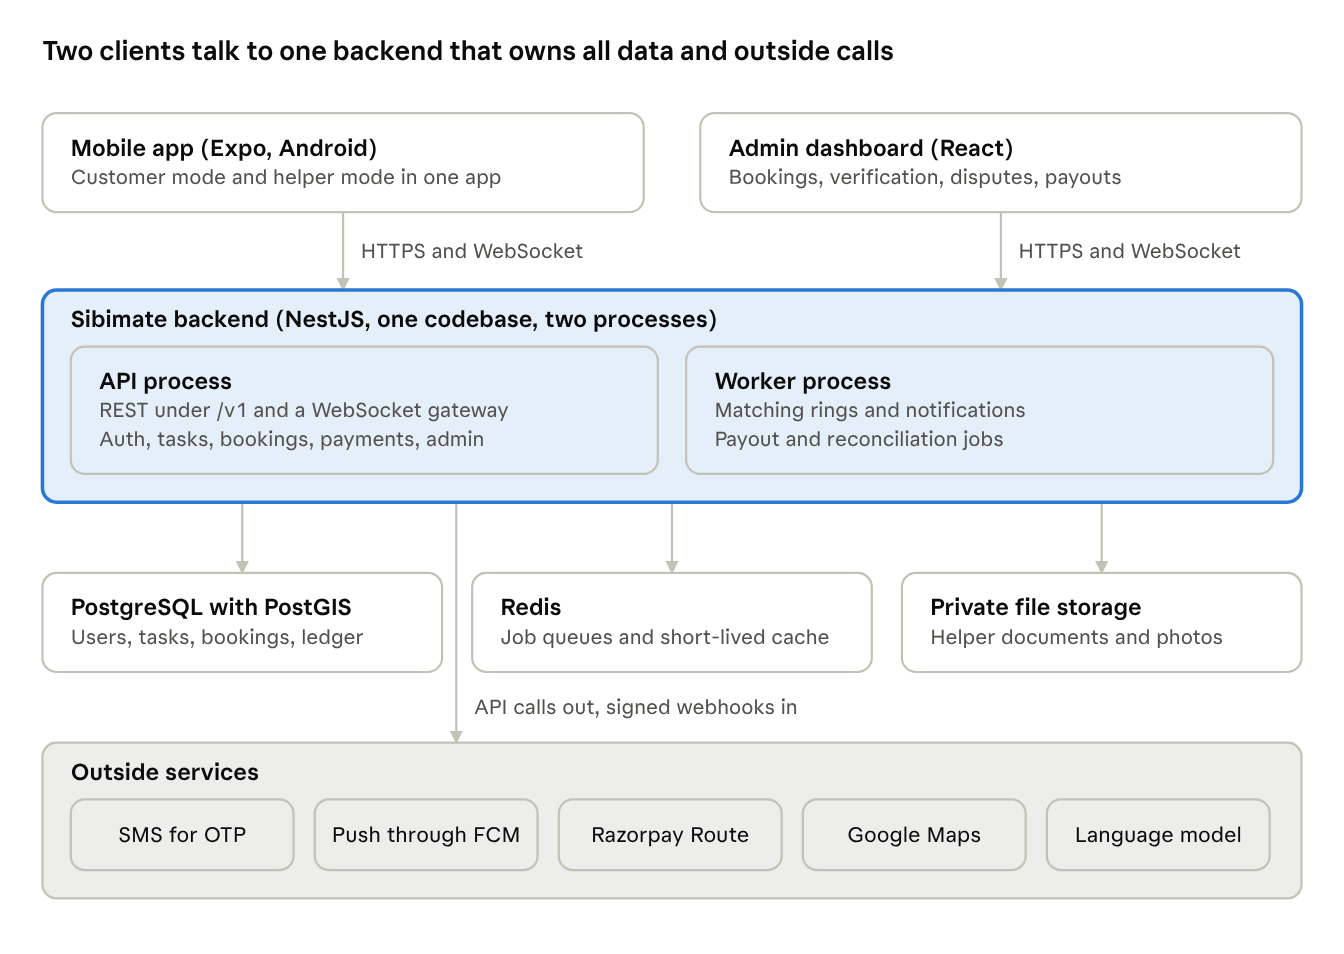 Two clients talk to one backend that owns all data and outside calls
Mobile app (Expo, Android)
Customer mode and helper mode in one app
Admin dashboard (React)
Bookings, verification, disputes, payouts
HTTPS and WebSocket
HTTPS and WebSocket
Sibimate backend (NestJS, one codebase, two processes)
API process
REST under /v1 and a WebSocket gateway
Auth, tasks, bookings, payments, admin
Worker process
Matching rings and notifications
Payout and reconciliation jobs
PostgreSQL with PostGIS
Users, tasks, bookings, ledger
Redis
Job queues and short-lived cache
Private file storage
Helper documents and photos
API calls out, signed webhooks in
Outside services
SMS for OTP
Push through FCM
Razorpay Route
Google Maps
Language model